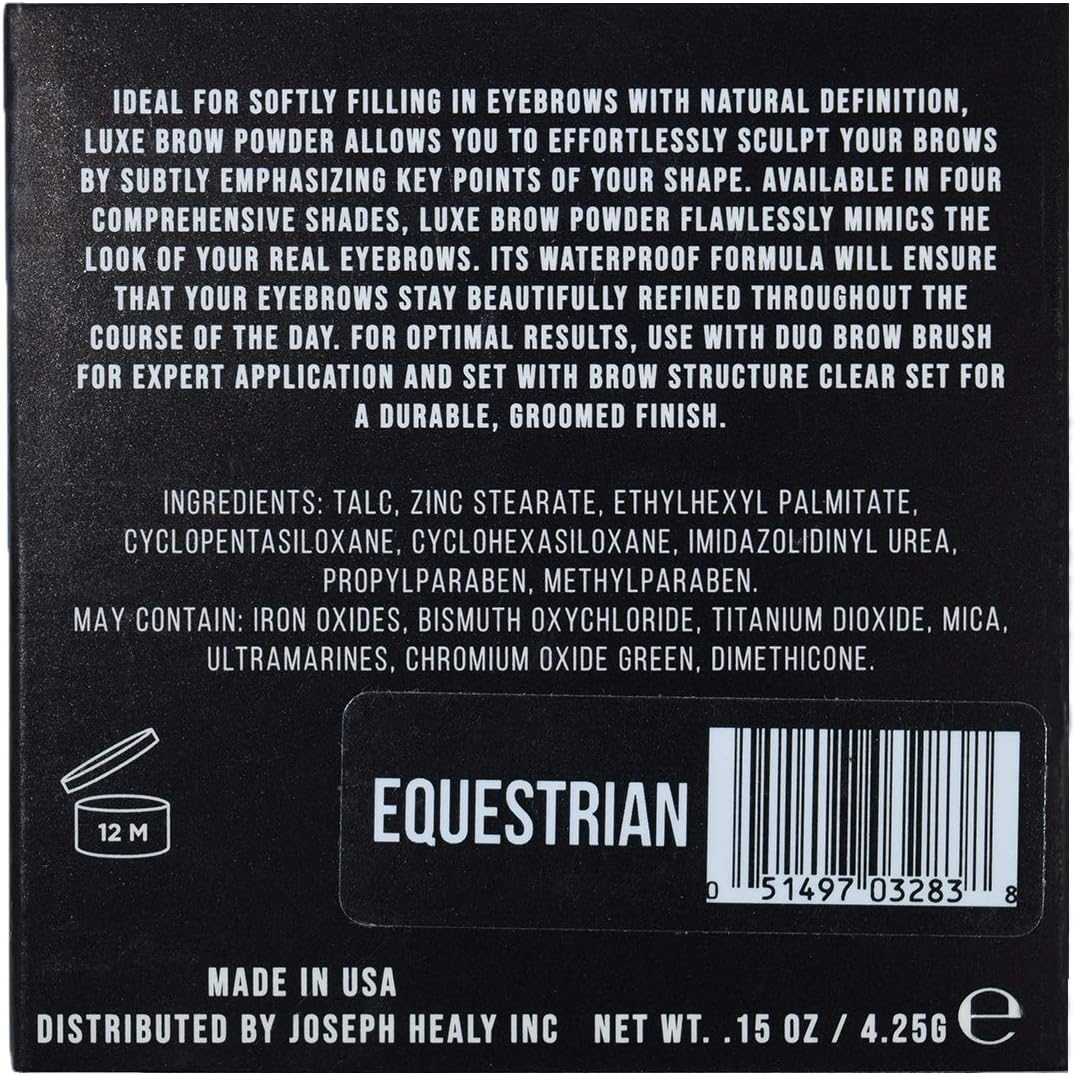 IDEAL FOR SOFTLY FILLING IN EYEBROWS WITH NATURAL DEFINITION,
LUXE BROW POWDER ALLOWS YOU TO EFFORTLESSLY SCULPT YOUR BROWS
BY SUBTLY EMPHASIZING KEY POINTS OF YOUR SHAPE. AVAILABLE IN FOUR
COMPREHENSIVE SHADES, LUXE BROW POWDER FLAWLESSLY MIMICS THE
LOOK OF YOUR REAL EYEBROWS. ITS WATERPROOF FORMULA WILL ENSURE
THAT YOUR EYEBROWS STAY BEAUTIFULLY REFINED THROUGHOUT THE
COURSE OF THE DAY. FOR OPTIMAL RESULTS, USE WITH DUO BROW BRUSH
FOR EXPERT APPLICATION AND SET WITH BROW STRUCTURE CLEAR SET FOR
A DURABLE, GROOMED FINISH.
INGREDIENTS: TALC, ZINC STEARATE, ETHYLHEXYL PALMITATE,
CYCLOPENTASILOXANE, CYCLOHEXASILOXANE, IMIDAZOLIDINYL UREA,
PROPYLPARABEN, METHYLPARABEN.
MAY CONTAIN: IRON OXIDES, BISMUTH OXYCHLORIDE, TITANIUM DIOXIDE, MICA,
ULTRAMARINES, CHROMIUM OXIDE GREEN, DIMETHICONE.
12 M
EQUESTRIAN
0 51497 03283 8
MADE IN USA
DISTRIBUTED BY JOSEPH HEALY INC NET WT. .15 OZ / 4.25G ℮